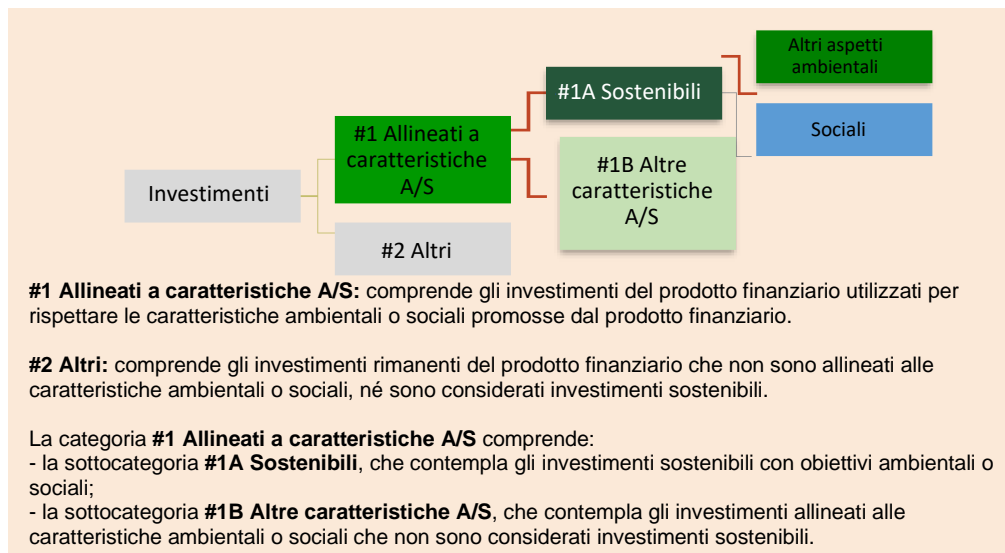 Altri aspetti
ambientali
#1A Sostenibili
Sociali
#1 Allineati a
caratteristiche
A/S
#1B Altre
caratteristiche
A/S
Investimenti
#2 Altri
#1 Allineati a caratteristiche A/S: comprende gli investimenti del prodotto finanziario utilizzati per
rispettare le caratteristiche ambientali o sociali promosse dal prodotto finanziario.
#2 Altri: comprende gli investimenti rimanenti del prodotto finanziario che non sono allineati alle
caratteristiche ambientali o sociali, né sono considerati investimenti sostenibili.
La categoria #1 Allineati a caratteristiche A/S comprende:
- la sottocategoria #1A Sostenibili, che contempla gli investimenti sostenibili con obiettivi ambientali o
sociali;
- la sottocategoria #1B Altre caratteristiche A/S, che contempla gli investimenti allineati alle
caratteristiche ambientali o sociali che non sono considerati investimenti sostenibili.